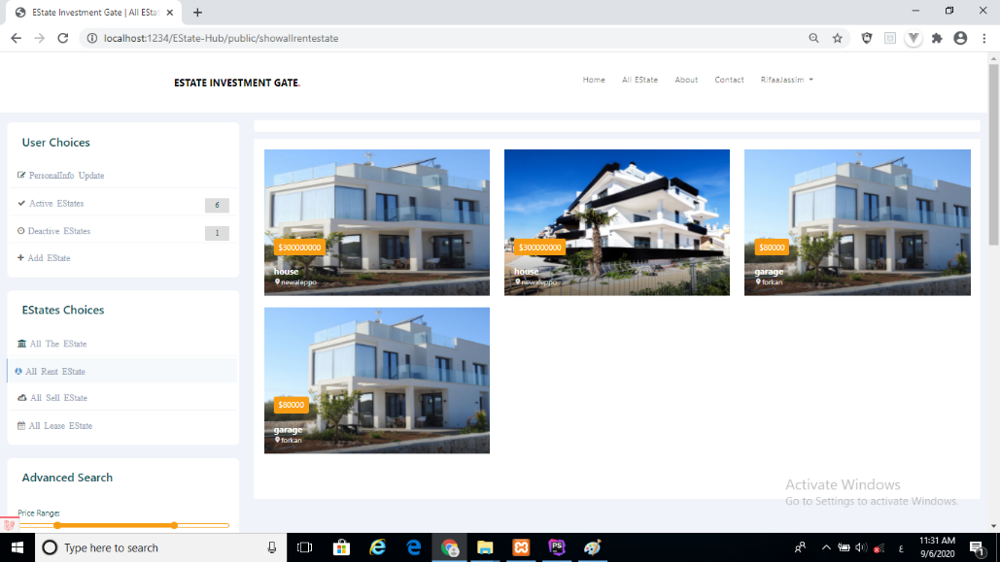 EState Investment Gate | All ESta
localhost:1234/EState-Hub/public/showallrentestate
ESTATE INVESTMENT GATE.
Home All EState About Contact RifaaJassim
User Choices
PersonalInfo Update
Active EStates 6
Deactive EStates 1
Add EState
EStates Choices
All The EState
All Rent EState
All Sell EState
All Lease EState
Advanced Search
Price Range:
$300000000
house
newaleppo
$300000000
house
newaleppo
$80000
garage
forkan
$80000
garage
forkan
Activate Windows
Go to Settings to activate Windows.
Type here to search
PS
ع
11:31 AM
9/6/2020
1